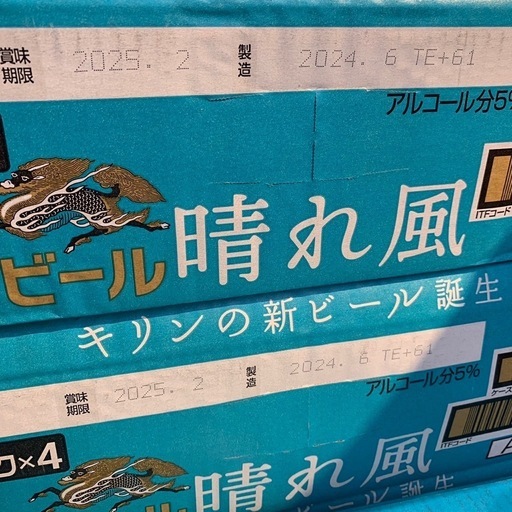 賞味期限 2025. 2 製造 2024. 6 TE+61
アルコール分5%
ビール 晴れ風
ITFコード
キリンの新ビール誕生
賞味期限 2025. 2 製造 2024. 6 TE+61
アルコール分5%
ク×4
晴れ風
ITFコード
ビール誕生